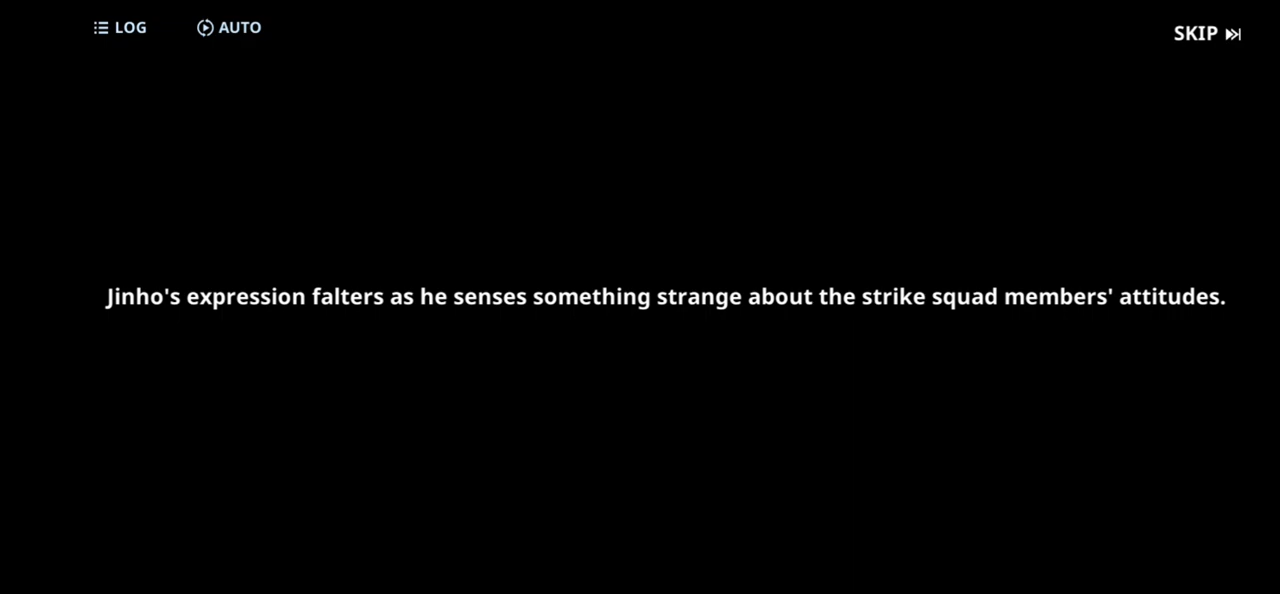 LOG
AUTO
SKIP
Jinho's expression falters as he senses something strange about the strike squad members' attitudes.